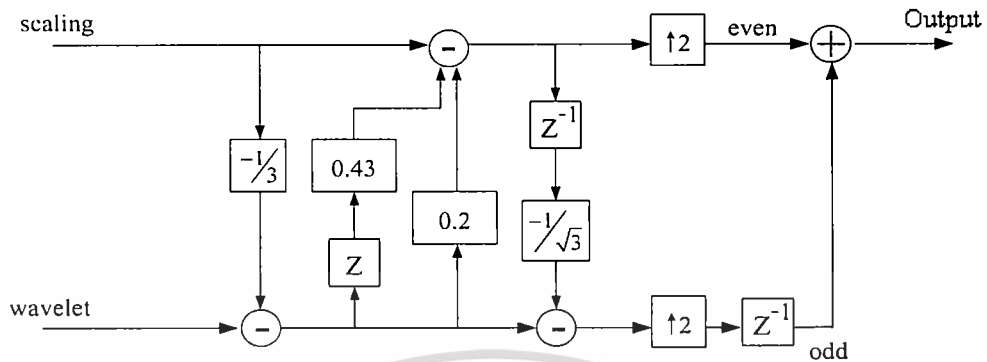 scaling
-
↑2
even
+
Output
Z⁻¹
-1/3
0.43
0.2
-1/√3
Z
wavelet
-
-
↑2
Z⁻¹
odd